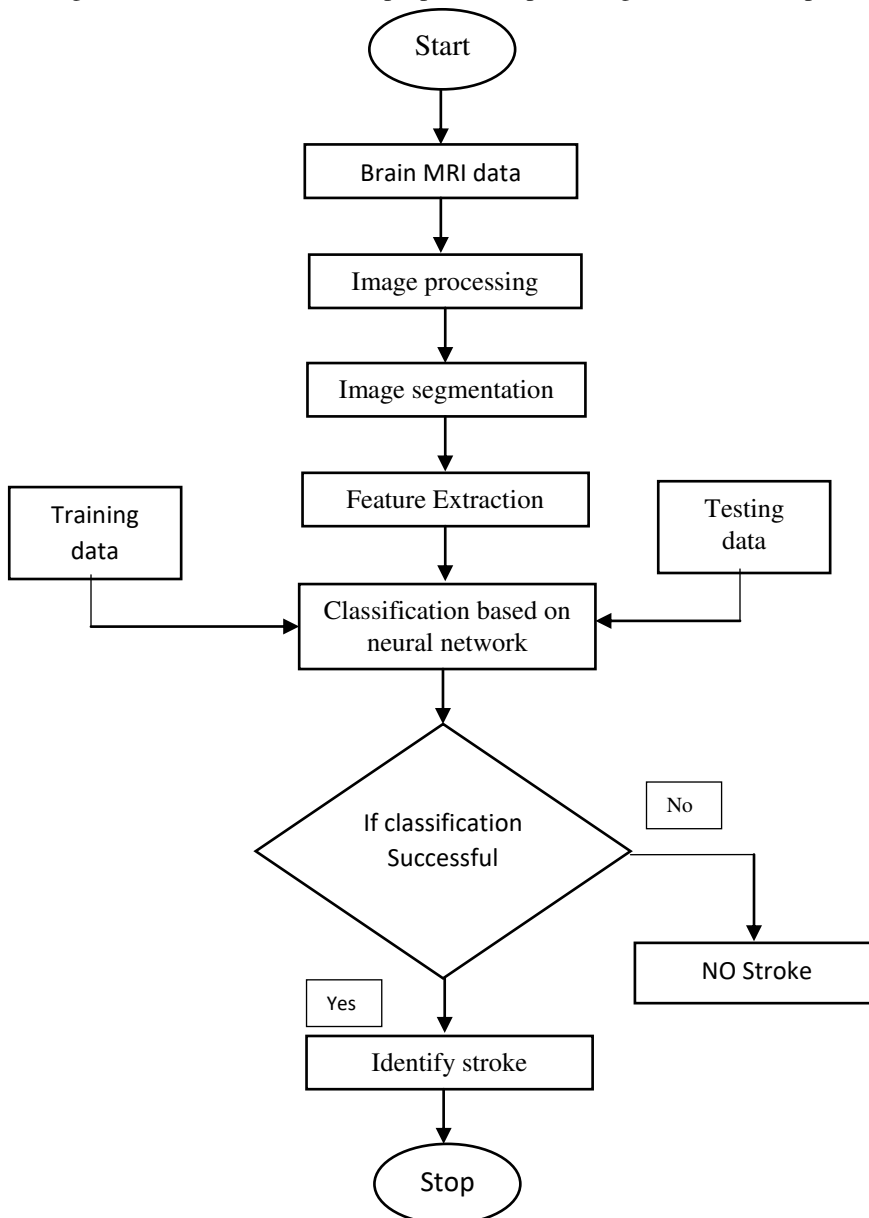 Start
Brain MRI data
Image processing
Image segmentation
Feature Extraction
Training
data
Testing
data
Classification based on
neural network
If classification
Successful
No
NO Stroke
Yes
Identify stroke
Stop